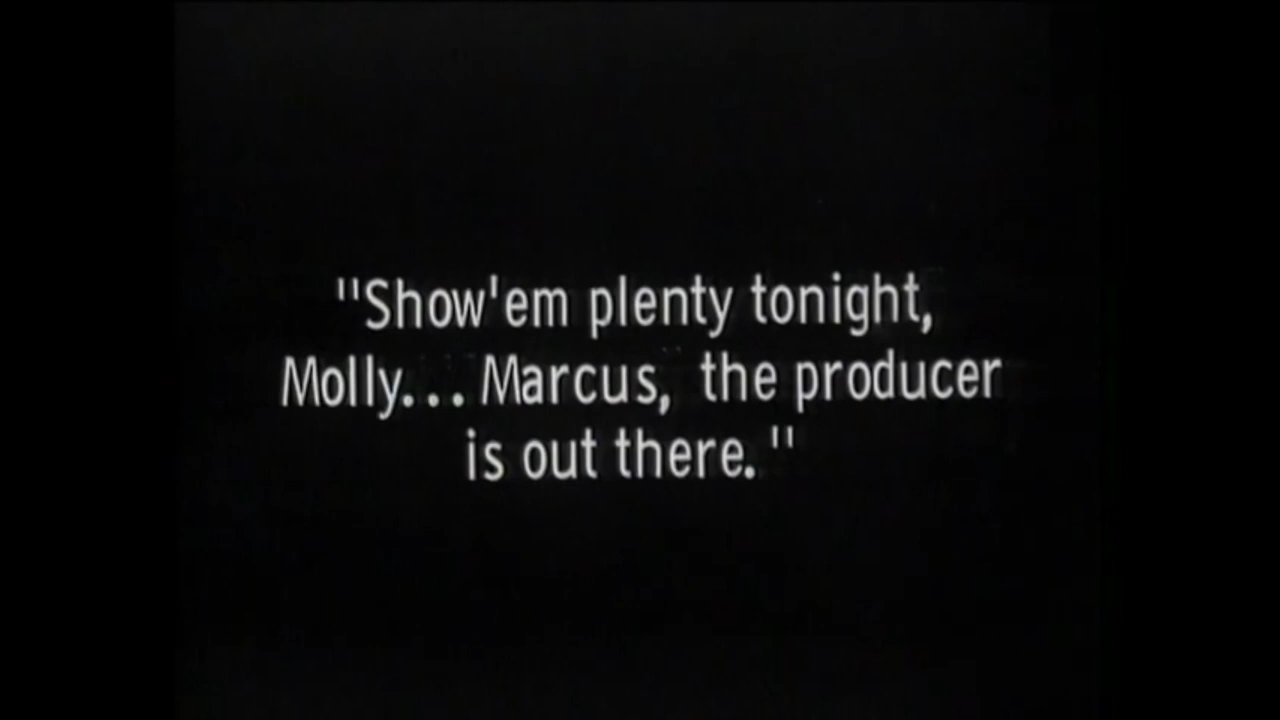 "Show'em plenty tonight,
Molly... Marcus, the producer
is out there."